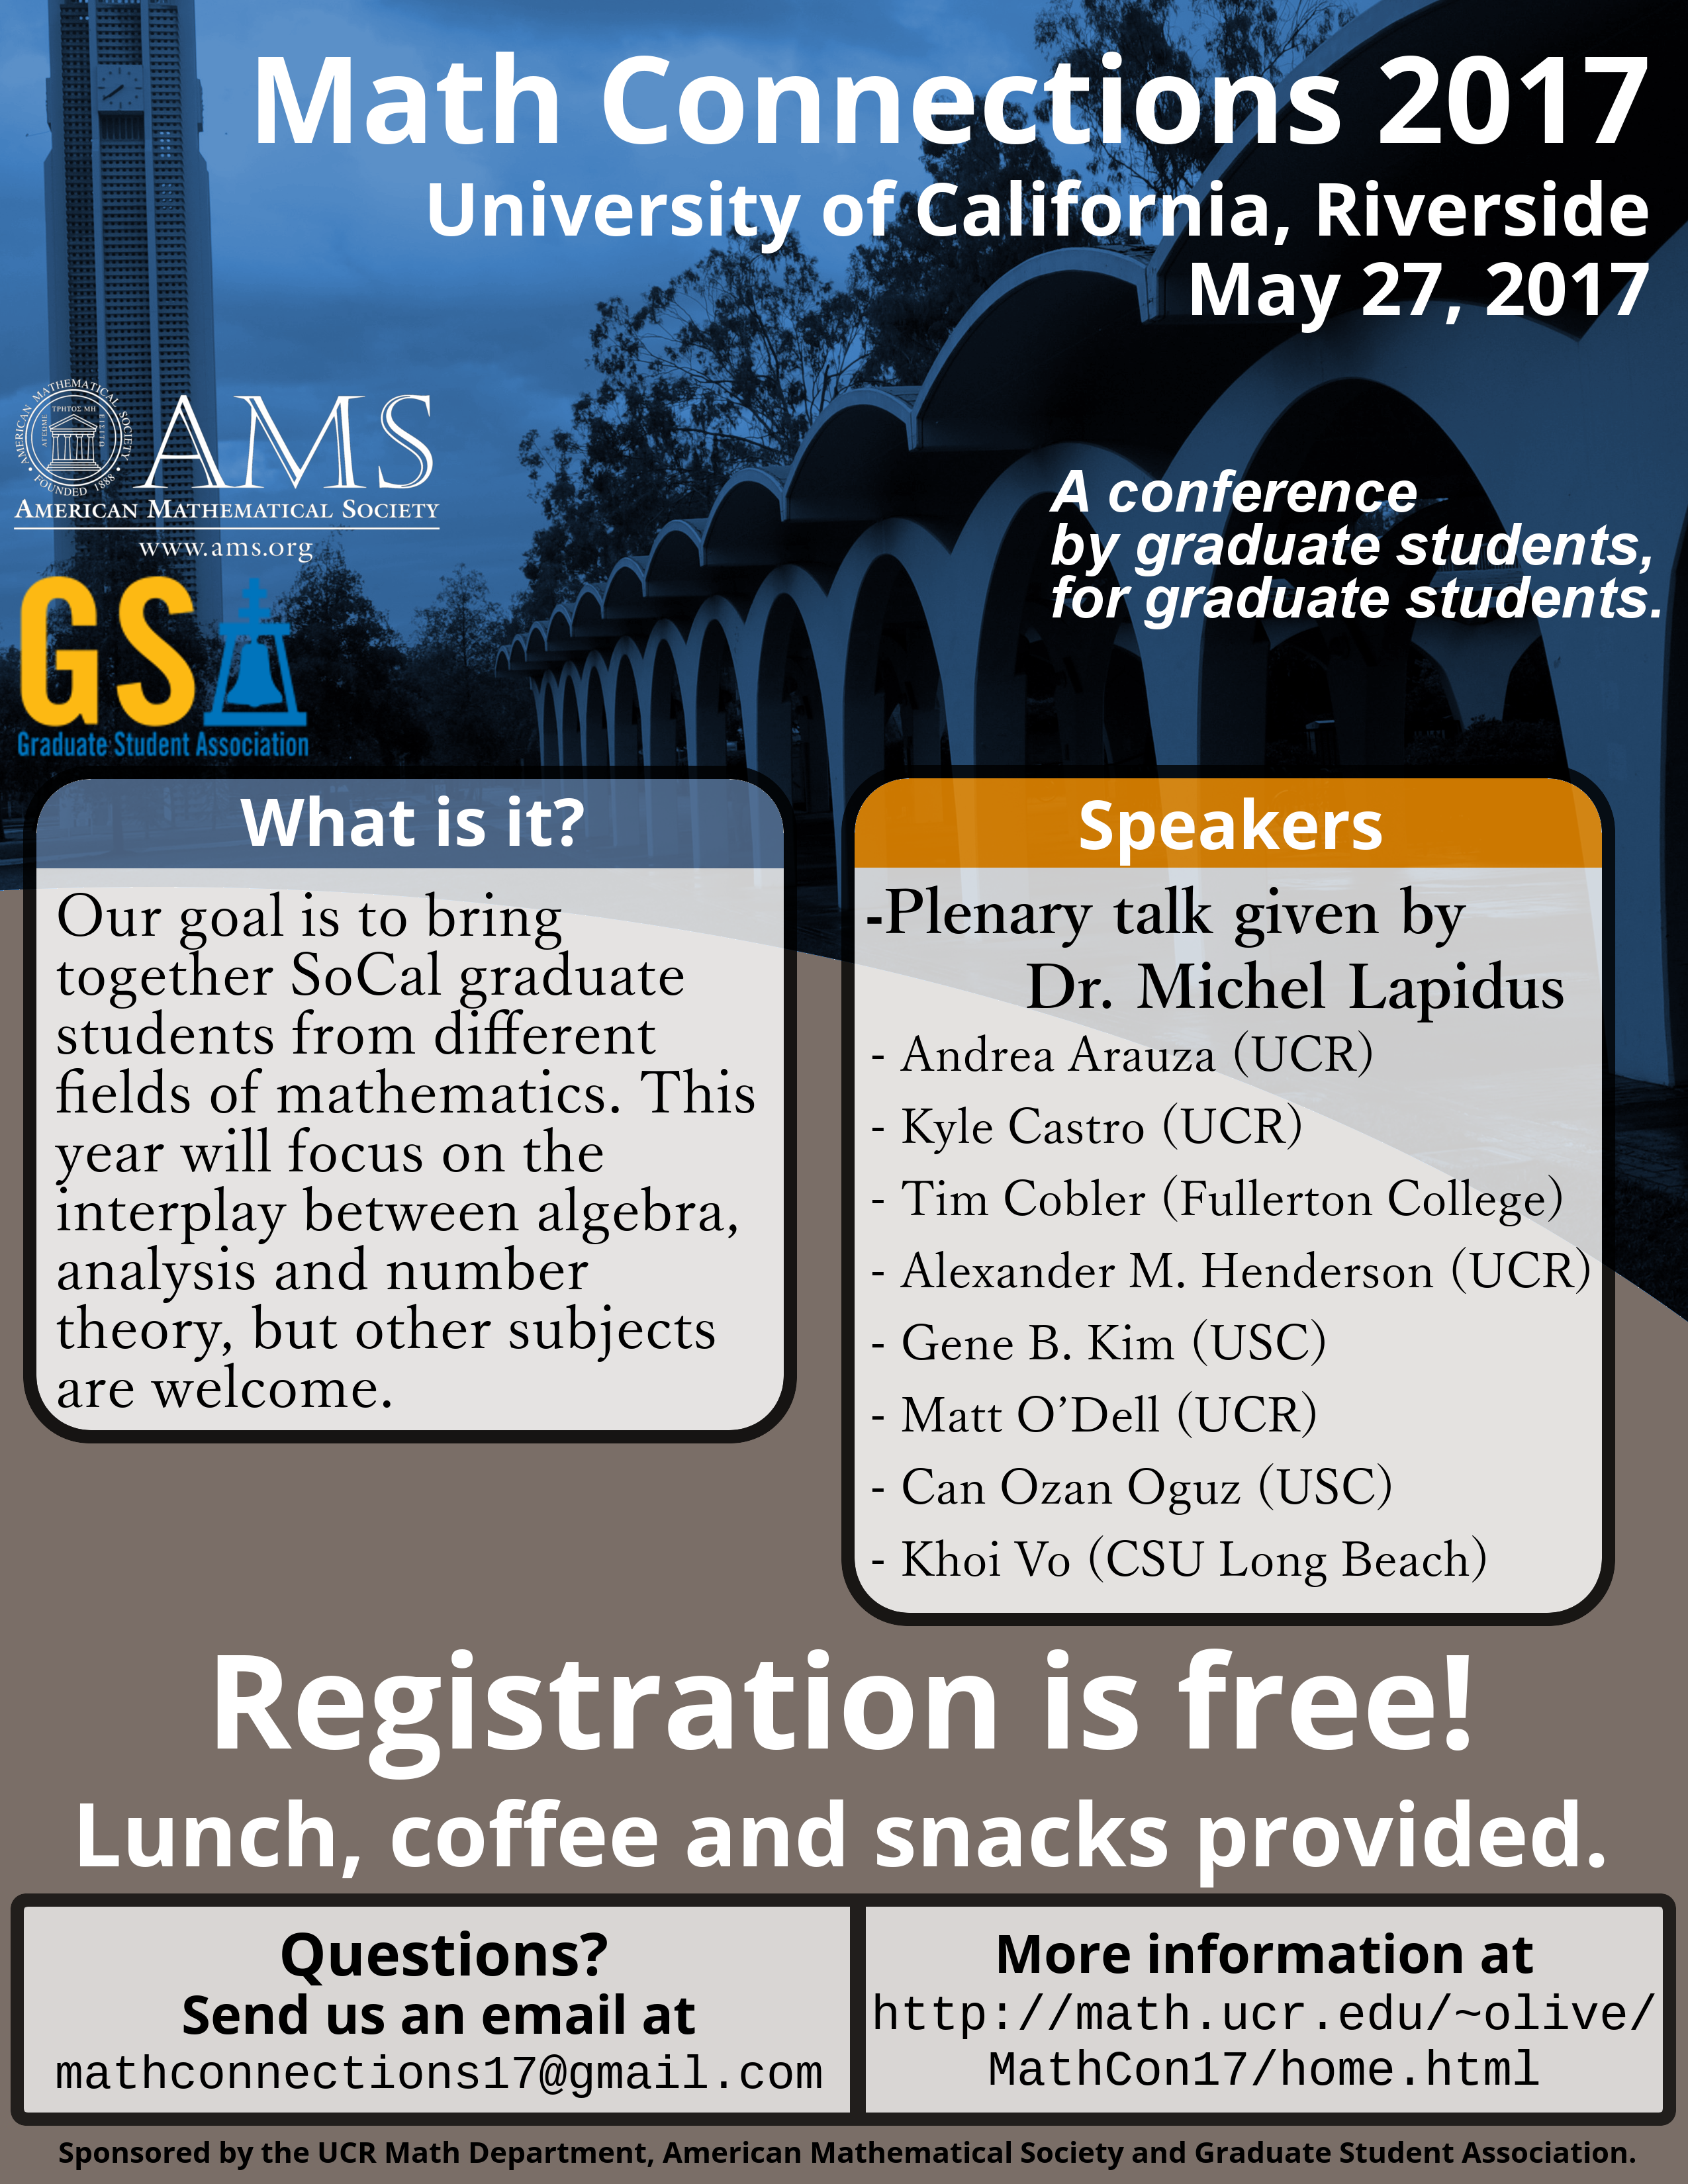 Math Connections 2017
University of California, Riverside
May 27, 2017
AMERICAN MATHEMATICAL SOCIETY
ΤΡΗΤΟΣ ΜΗ
FOUNDED 1888
AMS
AMERICAN MATHEMATICAL SOCIETY
www.ams.org
A conference
by graduate students,
for graduate students.
GS
Graduate Student Association
What is it?
Our goal is to bring
together SoCal graduate
students from different
fields of mathematics. This
year will focus on the
interplay between algebra,
analysis and number
theory, but other subjects
are welcome.
Speakers
-Plenary talk given by
Dr. Michel Lapidus
- Andrea Arauza (UCR)
- Kyle Castro (UCR)
- Tim Cobler (Fullerton College)
- Alexander M. Henderson (UCR)
- Gene B. Kim (USC)
- Matt O’Dell (UCR)
- Can Ozan Oguz (USC)
- Khoi Vo (CSU Long Beach)
Registration is free!
Lunch, coffee and snacks provided.
Questions?
Send us an email at
mathconnections17@gmail.com
More information at
http://math.ucr.edu/~olive/
MathCon17/home.html
Sponsored by the UCR Math Department, American Mathematical Society and Graduate Student Association.